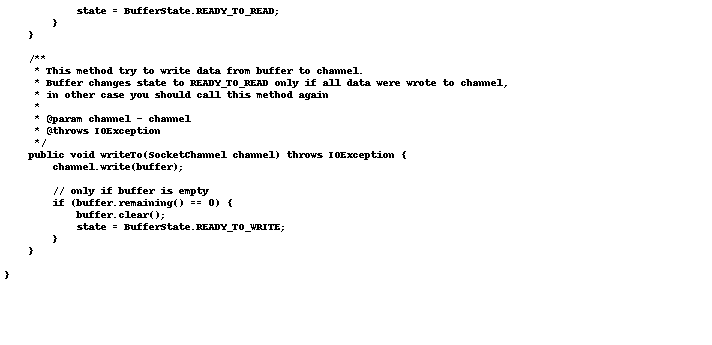 state = BufferState.READY_TO_READ;
}
}
/**
* This method try to write data from buffer to channel.
* Buffer changes state to READY_TO_READ only if all data were wrote to channel,
* in other case you should call this method again
*
* @param channel - channel
* @throws IOException
*/
public void writeTo(SocketChannel channel) throws IOException {
channel.write(buffer);
// only if buffer is empty
if (buffer.remaining() == 0) {
buffer.clear();
state = BufferState.READY_TO_WRITE;
}
}
}